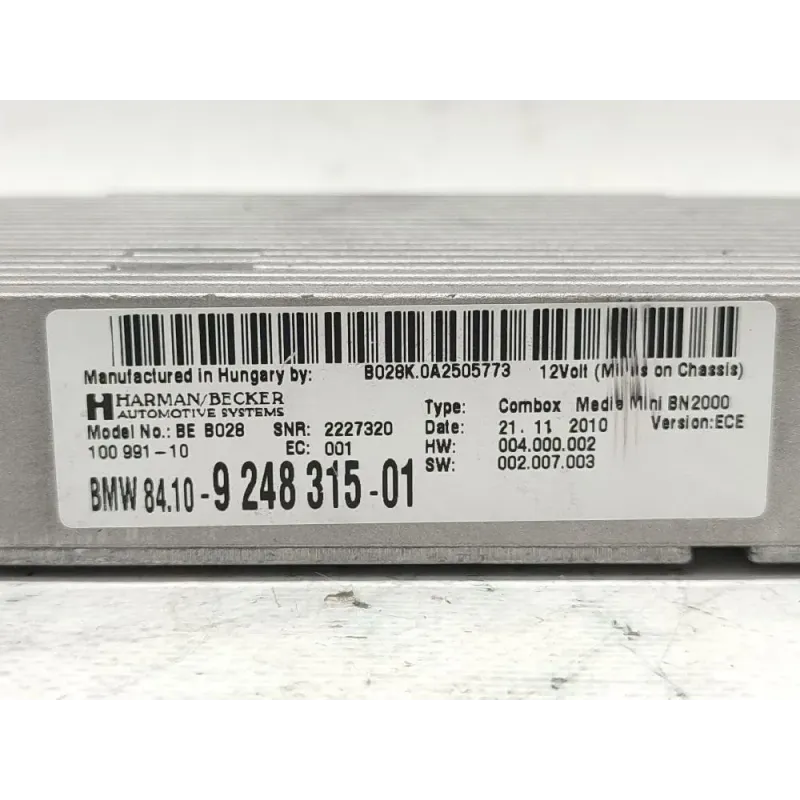 Manufactured in Hungary by: B028K.0A2505773 12Volt (Minus on Chassis)
HARMAN/BECKER
AUTOMOTIVE SYSTEMS
Type: Combox Media Mini BN2000
Model No.: BE B028 SNR: 2227320 Date: 21. 11 2010 Version:ECE
100 991-10 EC: 001 HW: 004.000.002
SW: 002.007.003
BMW 84.10-9 248 315-01